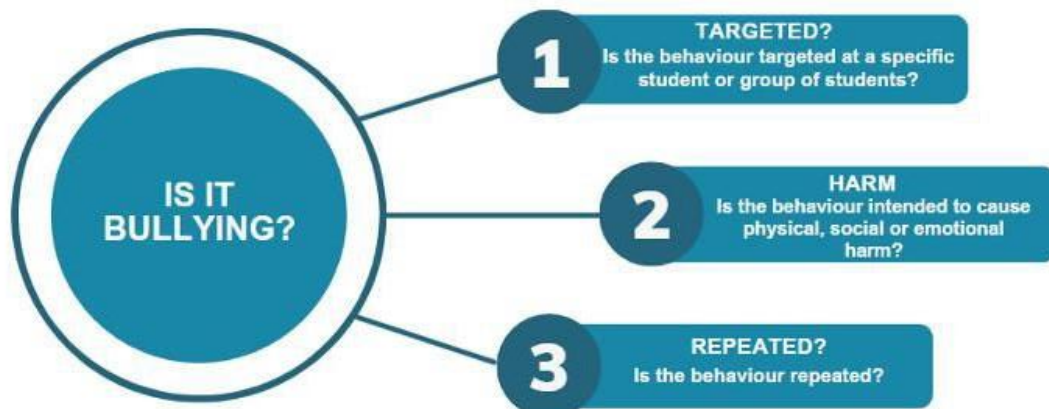 IS IT
BULLYING?
1
TARGETED?
Is the behaviour targeted at a specific
student or group of students?
2
HARM
Is the behaviour intended to cause
physical, social or emotional
harm?
3
REPEATED?
Is the behaviour repeated?